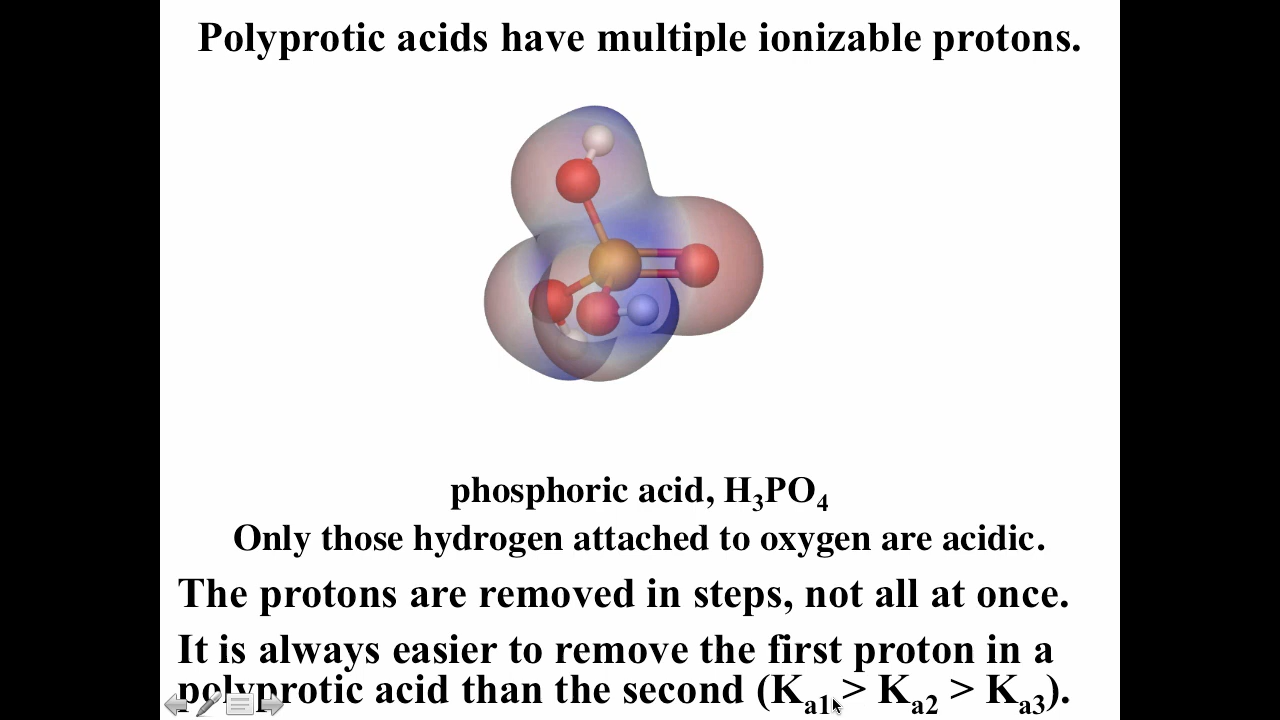 Polyprotic acids have multiple ionizable protons.
phosphoric acid, H₃PO₄
Only those hydrogen attached to oxygen are acidic.
The protons are removed in steps, not all at once.
It is always easier to remove the first proton in a
polyprotic acid than the second (Kₐ₁ > Kₐ₂ > Kₐ₃).